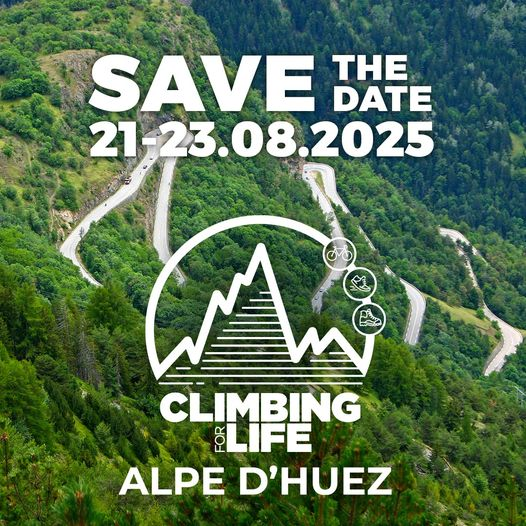 SAVE THE DATE
21-23.08.2025
CLIMBING
FOR LIFE
ALPE D'HUEZ